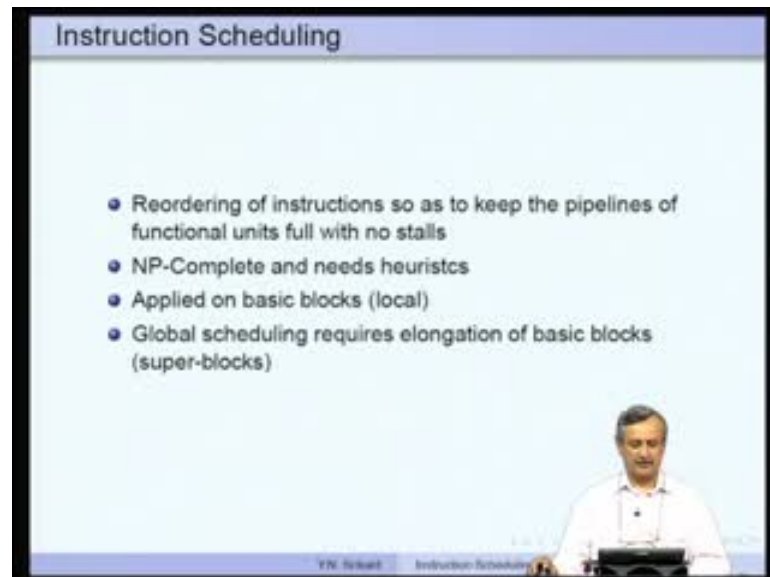 Instruction Scheduling
Reordering of instructions so as to keep the pipelines of
functional units full with no stalls
NP-Complete and needs heuristcs
Applied on basic blocks (local)
Global scheduling requires elongation of basic blocks
(super-blocks)
Y.N. Srikant Instruction Scheduling